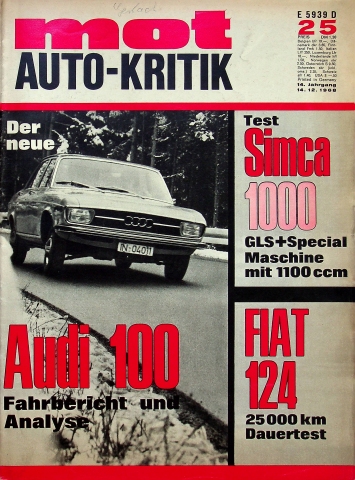 mot
AUTO-KRITIK
E 5939 D
25
14. Jahrgang
14.12.1968
Der
neue
IN-04011
Audi 100
Fahrbericht und
Analyse
Test
Simca
1000
GLS+Special
Maschine
mit 1100 ccm
FIAT
124
25000 km
Dauertest